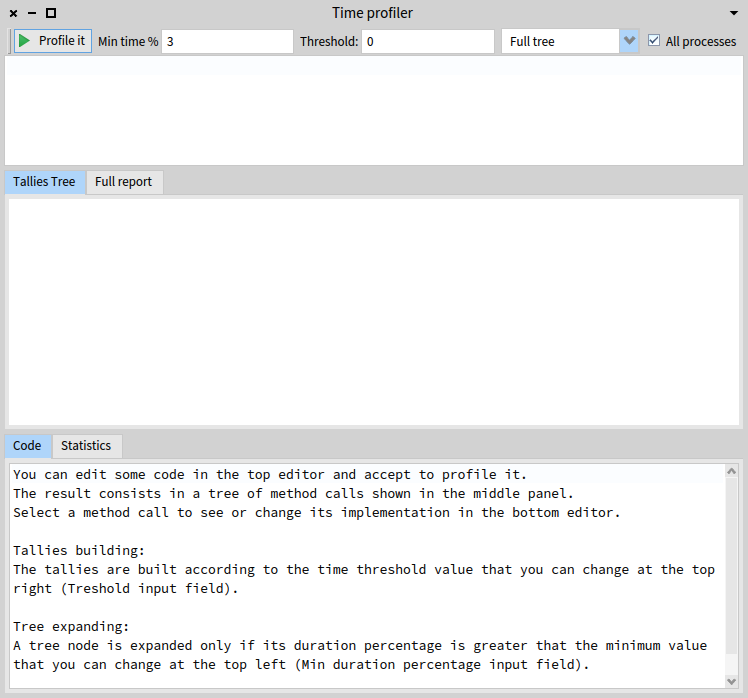 Time profiler
Profile it Min time % 3 Threshold: 0 Full tree All processes
Tallies Tree Full report
Code Statistics
You can edit some code in the top editor and accept to profile it.
The result consists in a tree of method calls shown in the middle panel.
Select a method call to see or change its implementation in the bottom editor.
Tallies building:
The tallies are built according to the time threshold value that you can change at the top
right (Treshold input field).
Tree expanding:
A tree node is expanded only if its duration percentage is greater that the minimum value
that you can change at the top left (Min duration percentage input field).